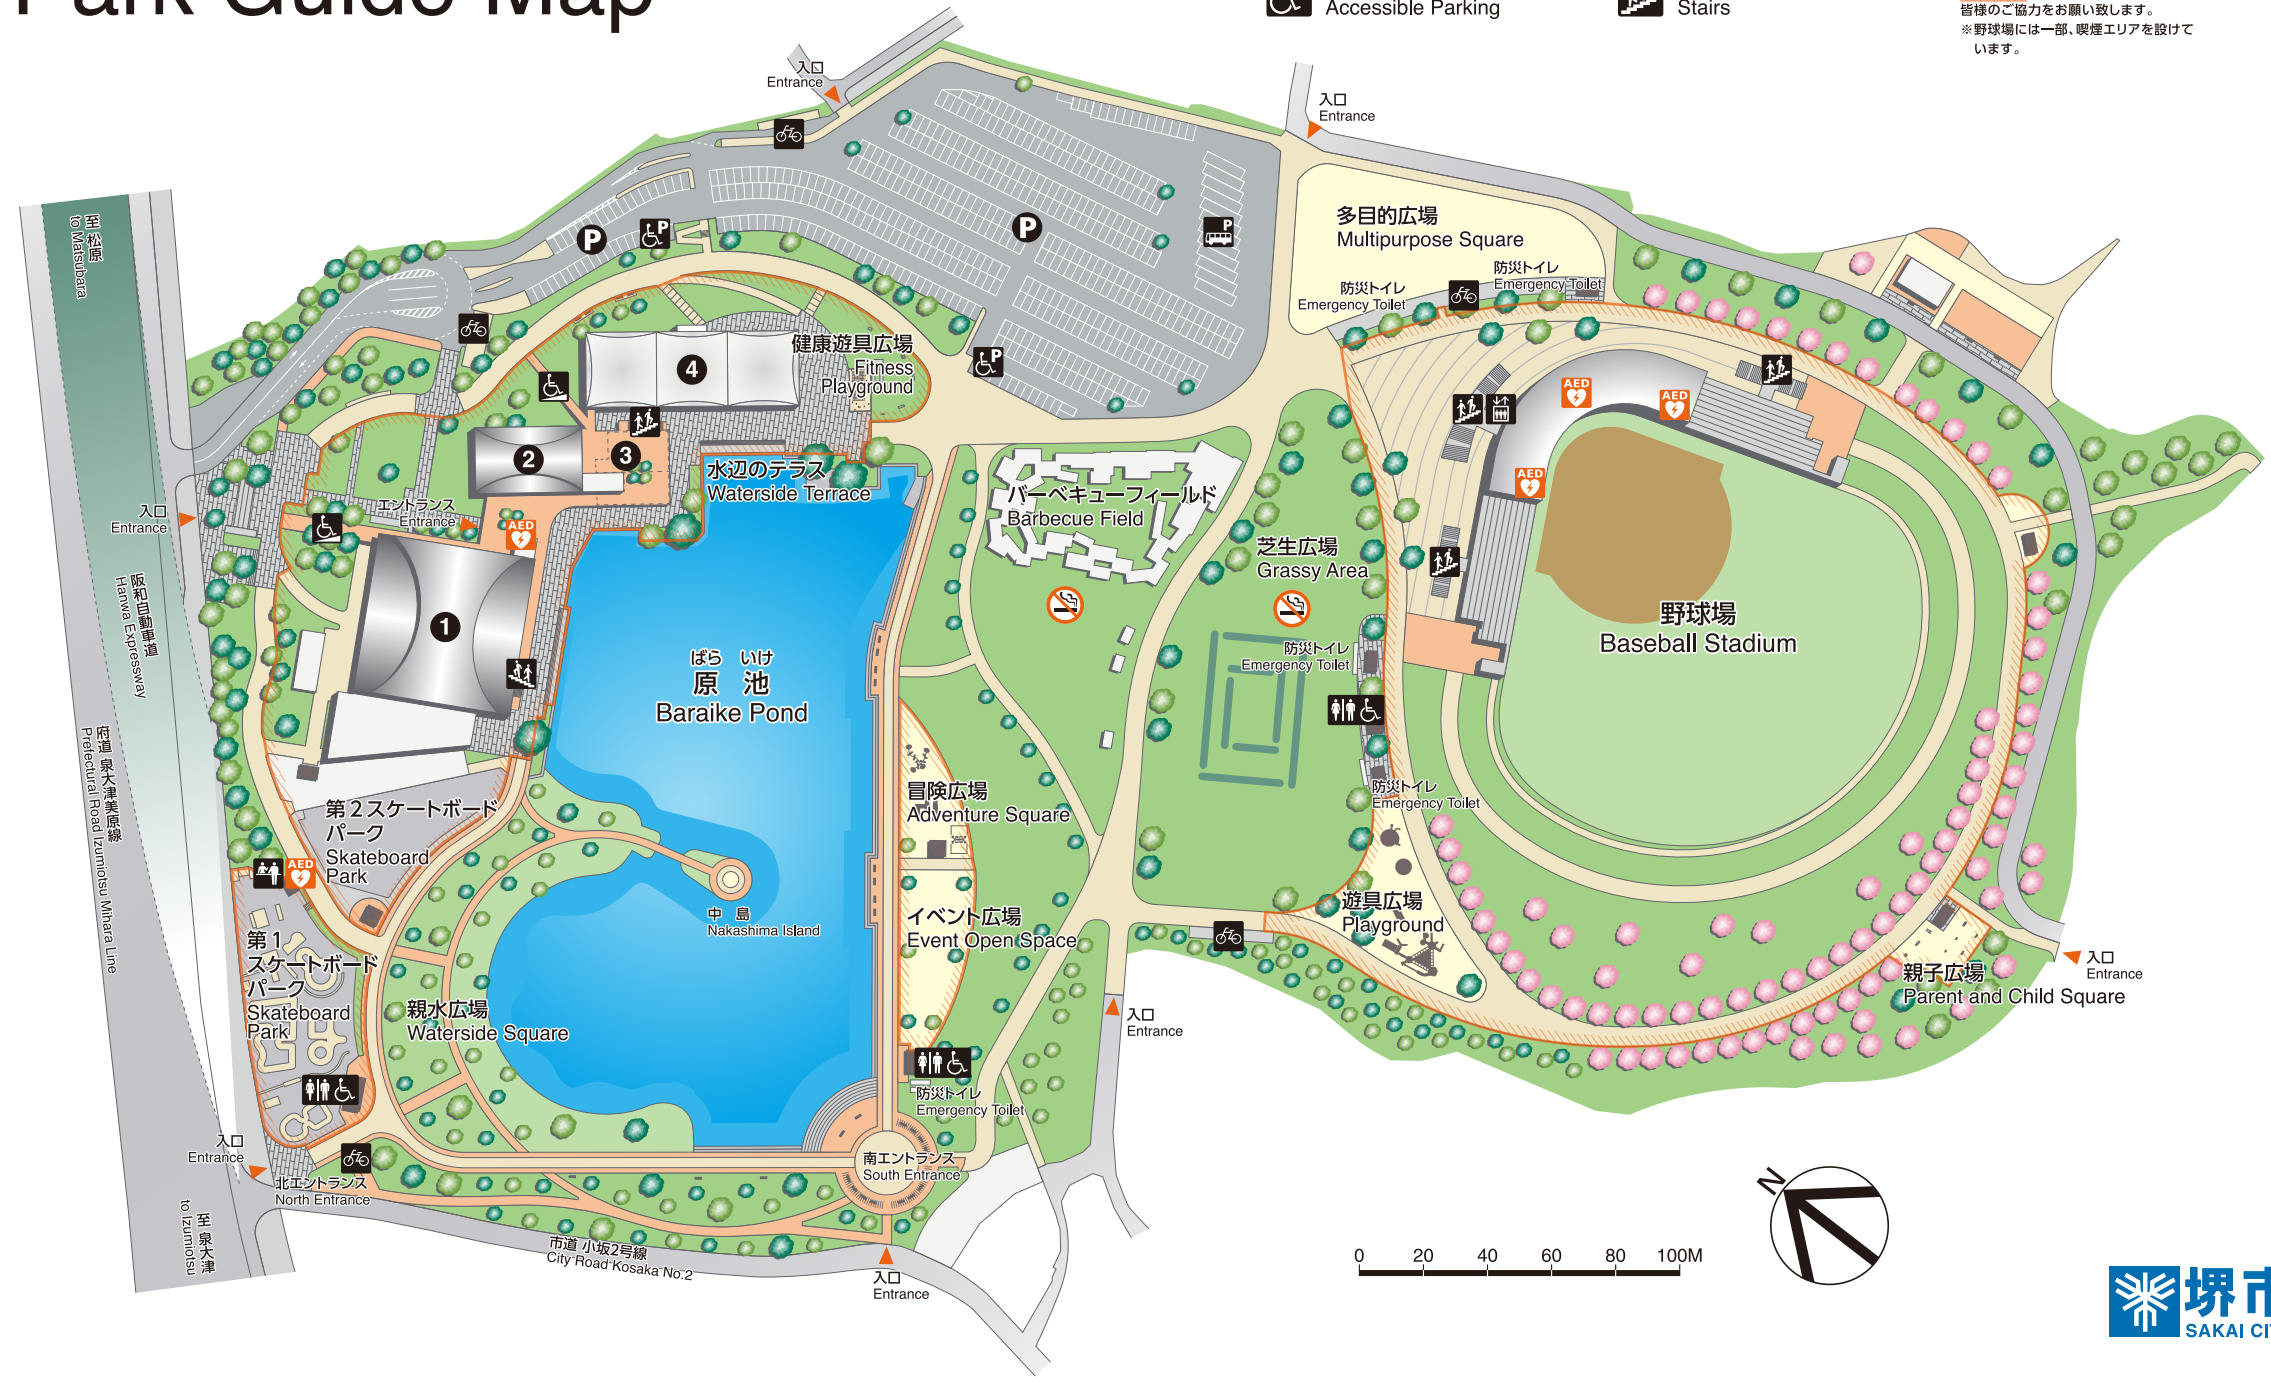 Park Guide Map
Accessible Parking
Stairs
皆様のご協力をお願い致します。
※野球場には一部、喫煙エリアを設けて
います。
入口
Entrance
入口
Entrance
至 松原
to Matsubara
P
P
P
P
P
多目的広場
Multipurpose Square
防災トイレ
Emergency Toilet
防災トイレ
Emergency Toilet
健康遊具広場
Fitness
Playground
4
2
3
1
水辺のテラス
Waterside Terrace
エントランス
Entrance
AED
AED
AED
AED
入口
Entrance
バーベキューフィールド
Barbecue Field
芝生広場
Grassy Area
阪和自動車道
Hanwa Expressway
野球場
Baseball Stadium
防災トイレ
Emergency Toilet
ばら いけ
原 池
Baraike Pond
府道 泉大津美原線
Prefectural Road Izumiotsu Mihara Line
冒険広場
Adventure Square
防災トイレ
Emergency Toilet
第2スケートボード
パーク
Skateboard
Park
AED
中 島
Nakashima Island
イベント広場
Event Open Space
遊具広場
Playground
第1
スケートボード
パーク
Skateboard
Park
親水広場
Waterside Square
入口
Entrance
親子広場
Parent and Child Square
入口
Entrance
防災トイレ
Emergency Toilet
入口
Entrance
北エントランス
North Entrance
南エントランス
South Entrance
至 泉大津
to Izumiotsu
市道 小坂2号線
City Road Kosaka No.2
入口
Entrance
N
0 20 40 60 80 100M
堺市
SAKAI CI